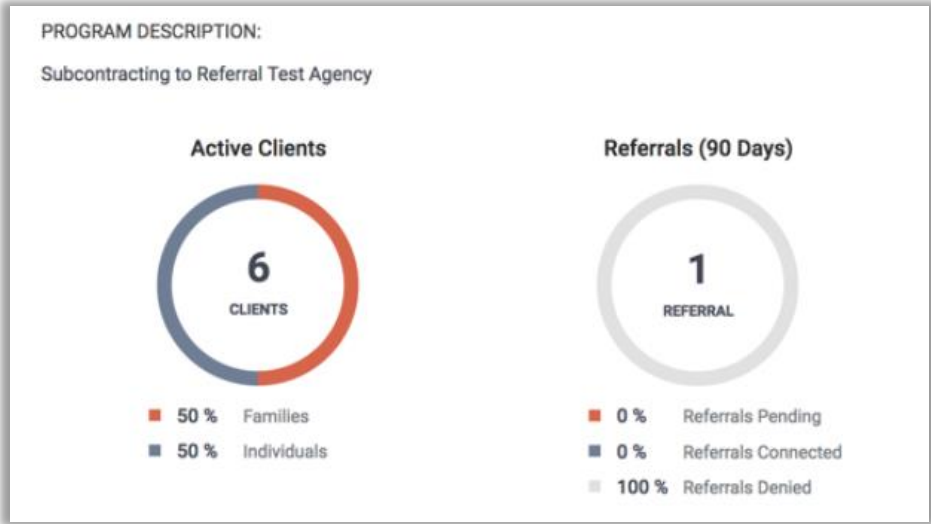 PROGRAM DESCRIPTION:
Subcontracting to Referral Test Agency
Active Clients
6
CLIENTS
50 % Families
50 % Individuals
Referrals (90 Days)
1
REFERRAL
0 % Referrals Pending
0 % Referrals Connected
100 % Referrals Denied